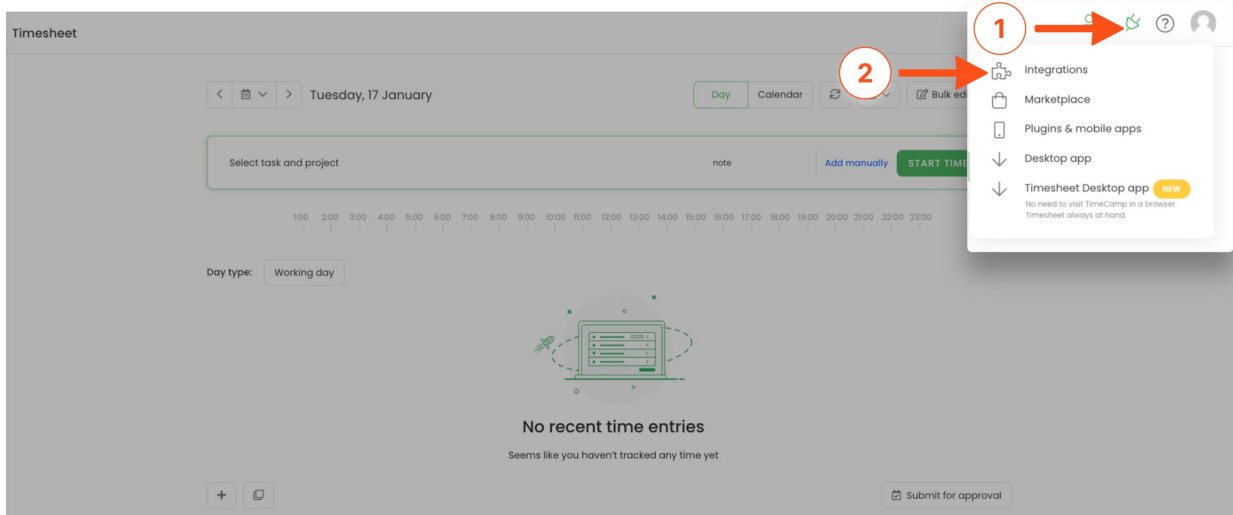 Timesheet
1
2
Integrations
Marketplace
Plugins & mobile apps
Desktop app
Timesheet Desktop app NEW
No need to visit TimeCamp in a browser.
Timesheet always at hand.
Tuesday, 17 January
Day Calendar Bulk edi
Select task and project note Add manually START TIME
1:00 2:00 3:00 4:00 5:00 6:00 7:00 8:00 9:00 10:00 11:00 12:00 13:00 14:00 15:00 16:00 17:00 18:00 19:00 20:00 21:00 22:00 23:00
Day type: Working day
No recent time entries
Seems like you haven't tracked any time yet
Submit for approval